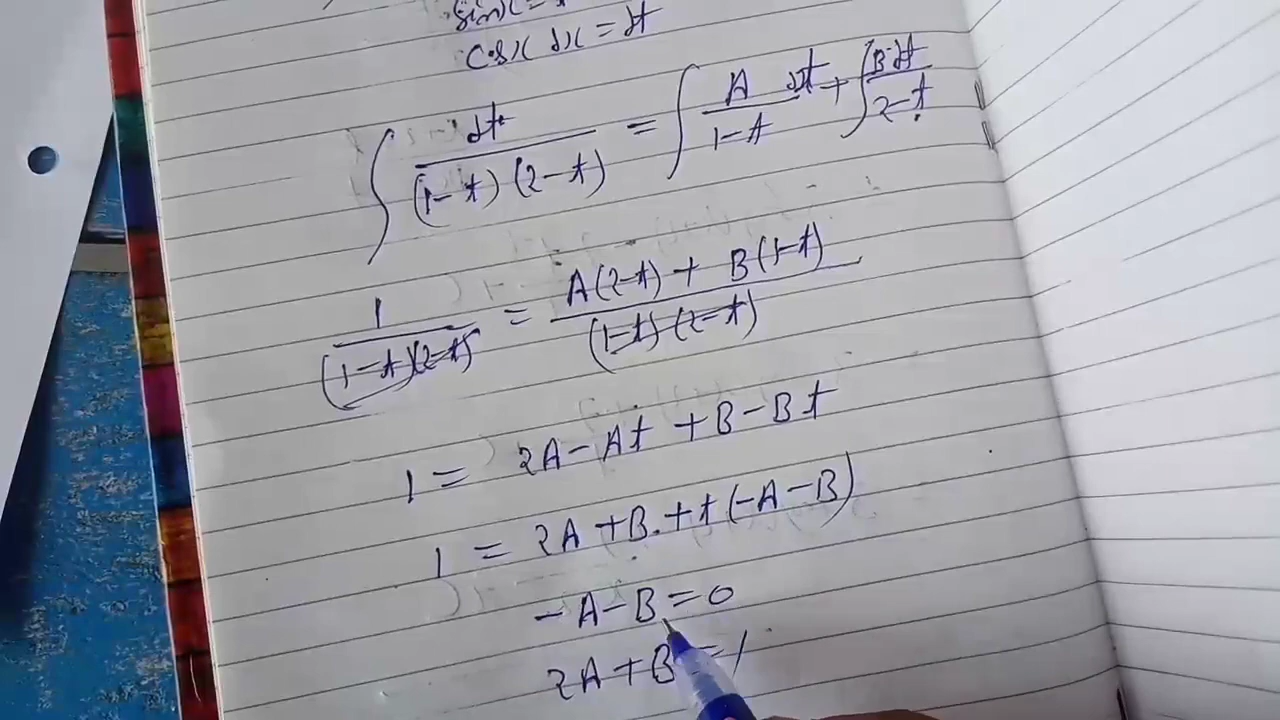 sin x = t
cos x dx = dt
∫ dt / (1-t)(2-t) = ∫ A / (1-t) dt + ∫ B dt / (2-t)
1 / (1-t)(2-t) = A(2-t) + B(1-t) / (1-t)(2-t)
1 = 2A - At + B - Bt
1 = 2A + B + t(-A-B)
-A-B = 0
2A + B = 1